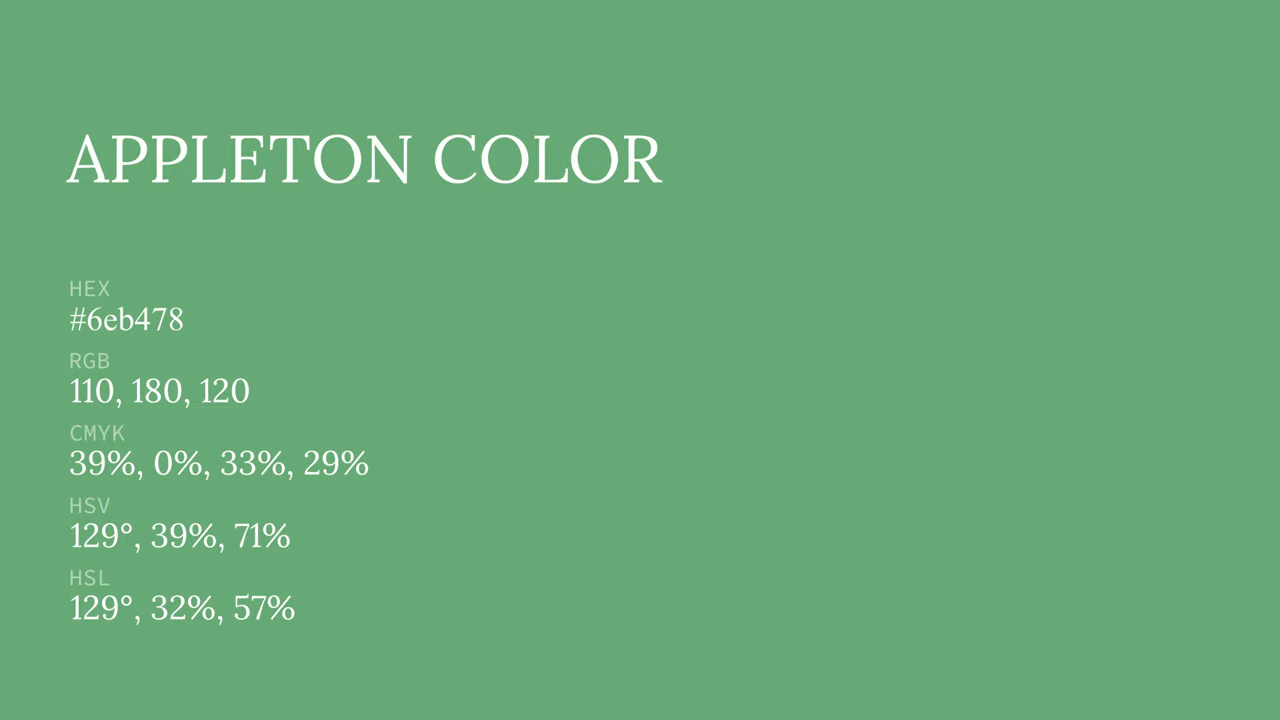 APPLETON COLOR
HEX
#6eb478
RGB
110, 180, 120
CMYK
39%, 0%, 33%, 29%
HSV
129°, 39%, 71%
HSL
129°, 32%, 57%